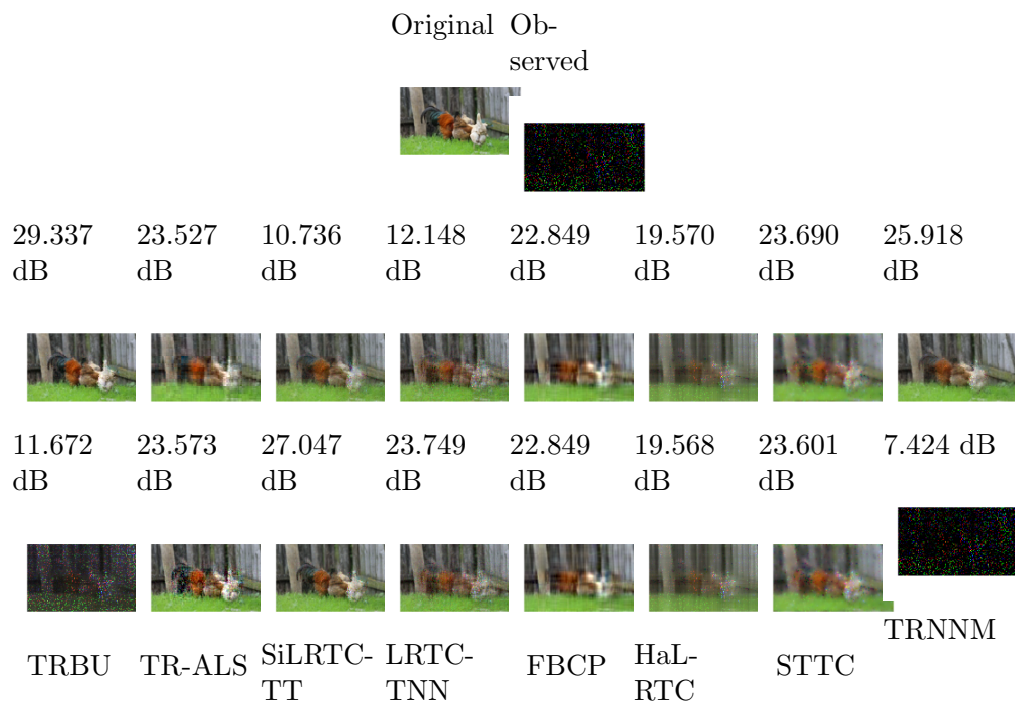 Original Ob-
served
29.337 23.527 10.736 12.148 22.849 19.570 23.690 25.918
dB dB dB dB dB dB dB dB
11.672 23.573 27.047 23.749 22.849 19.568 23.601 7.424 dB
dB dB dB dB dB dB dB
TRNNM
TRBU TR-ALS SiLRTC- LRTC- FBCP HaL- STTC
TT TNN RTC